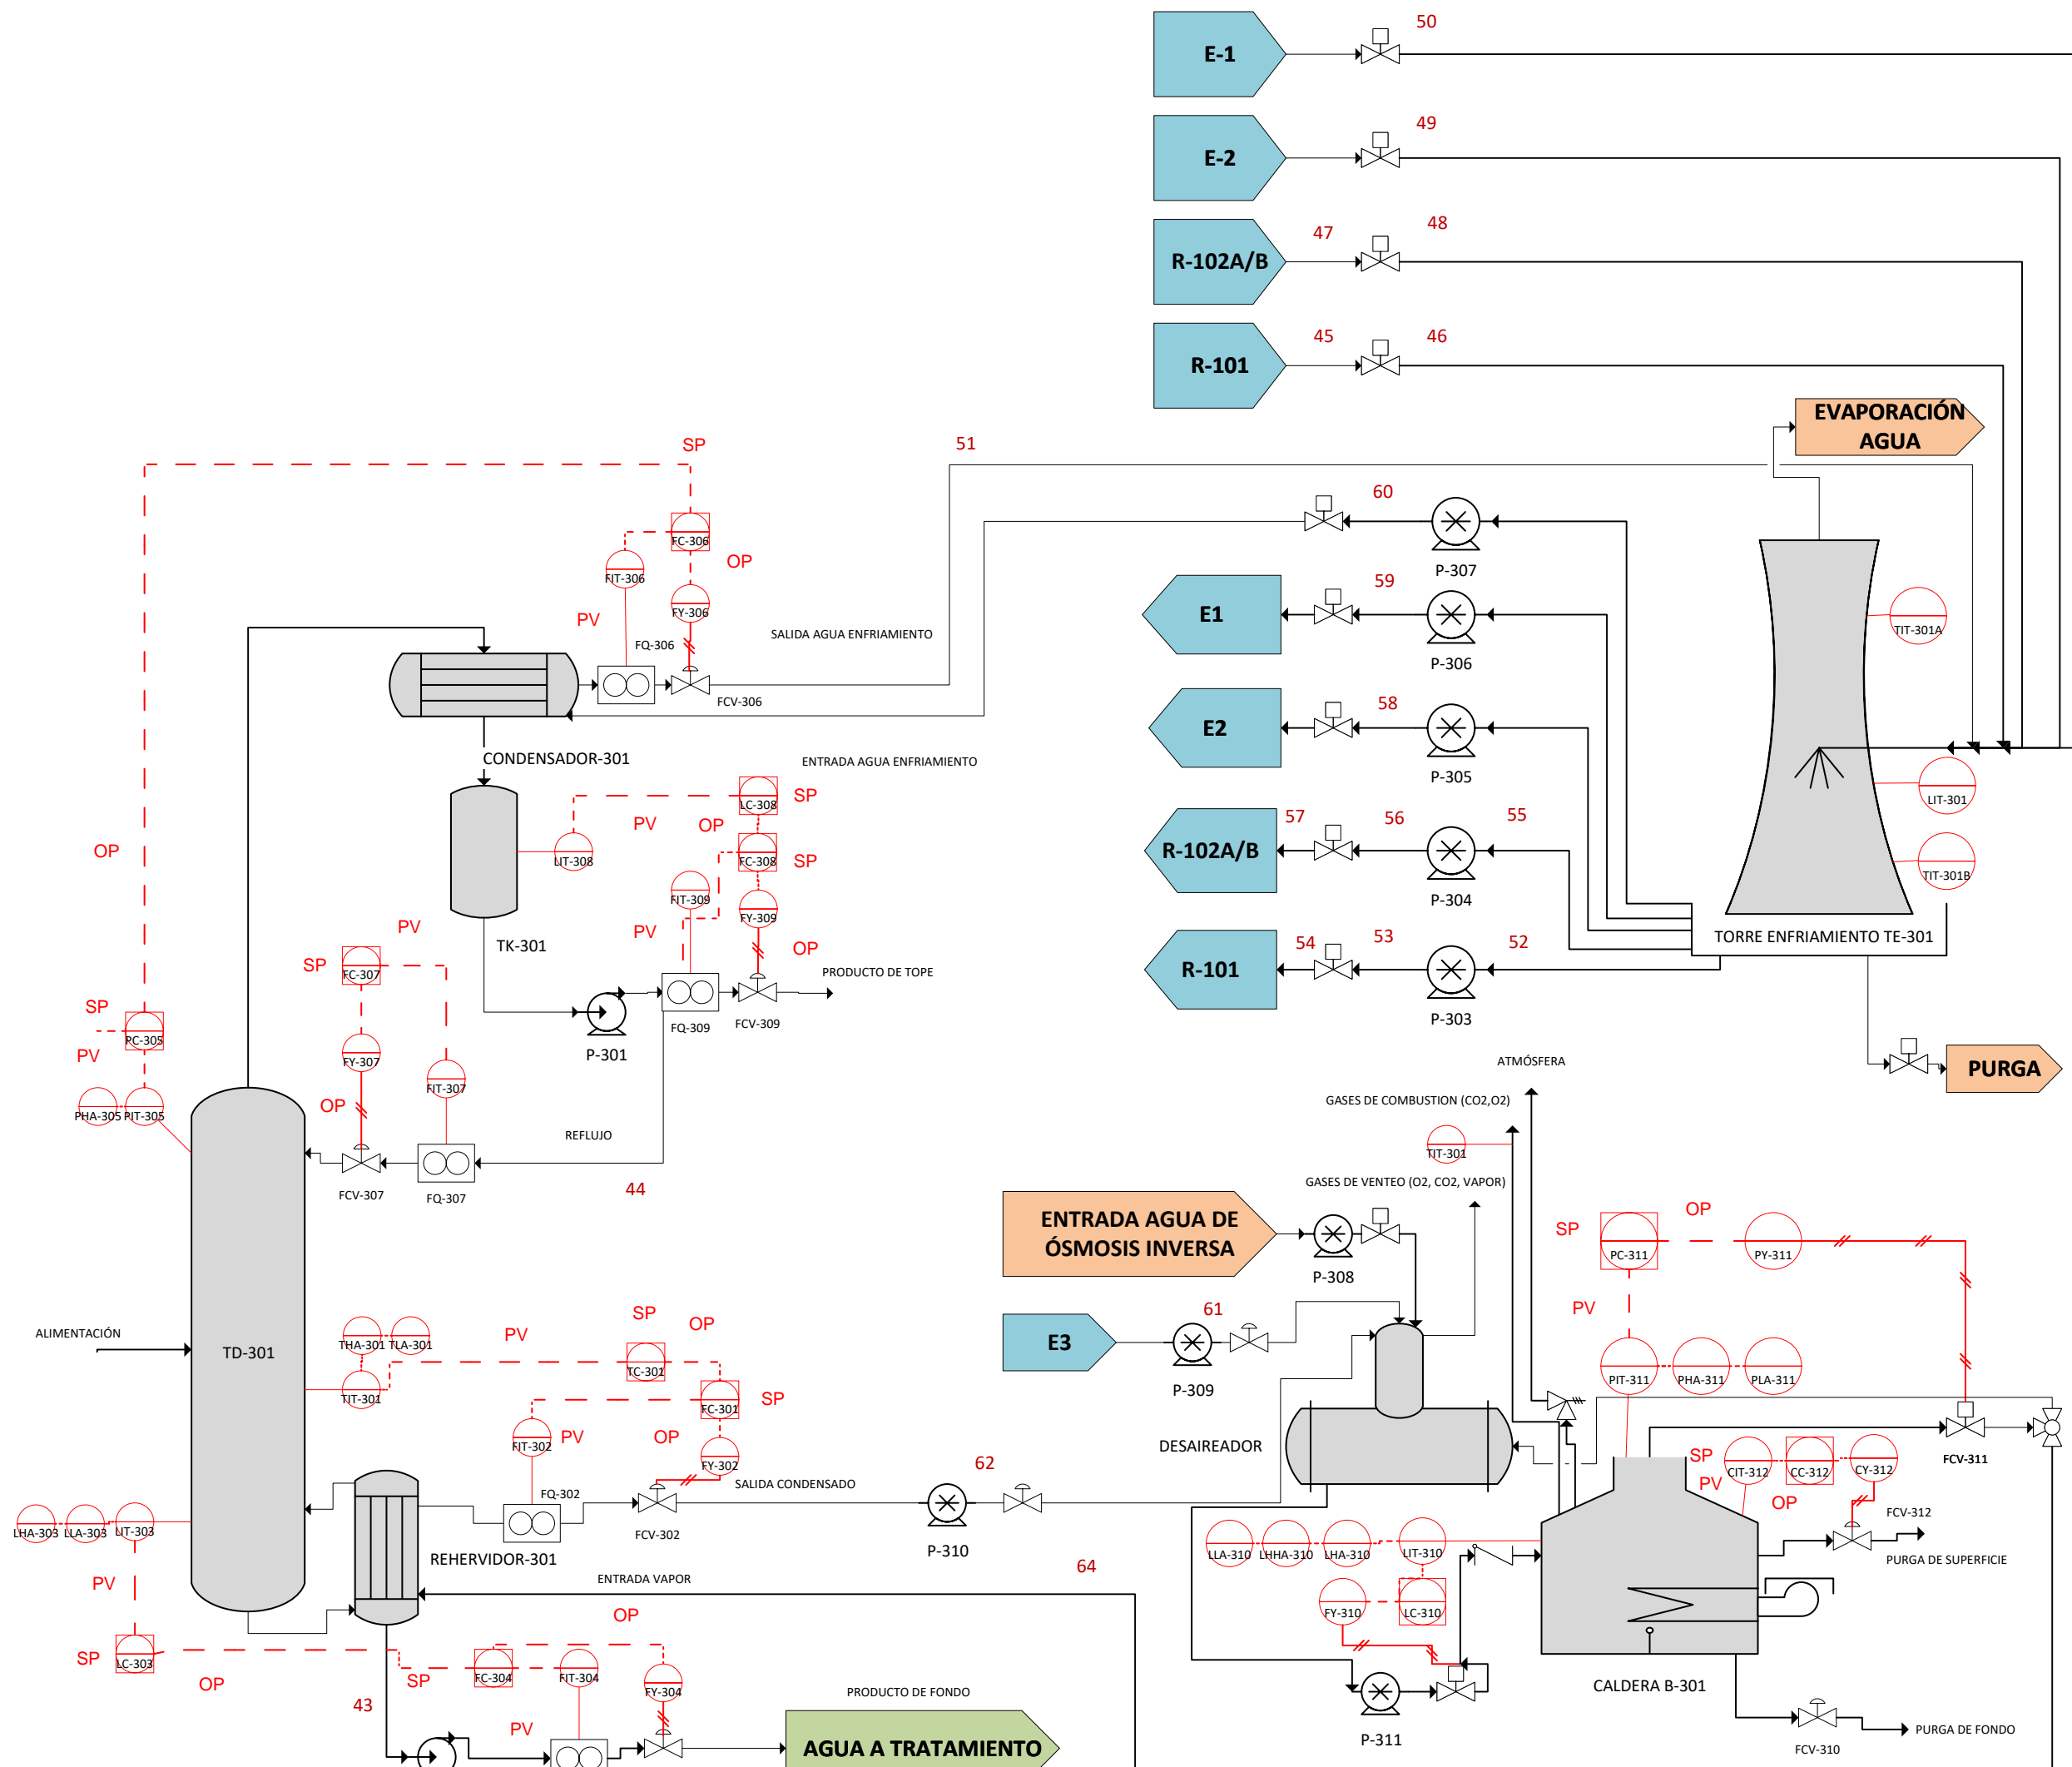 50
E-1
49
E-2
47
48
R-102A/B
45
46
R-101
EVAPORACIÓN
AGUA
SP
51
60
FC-306
OP
FIT-306
P-307
59
PV
FY-306
E1
TIT-301A
SALIDA AGUA ENFRIAMIENTO
FQ-306
P-306
FCV-306
58
E2
CONDENSADOR-301
ENTRADA AGUA ENFRIAMIENTO
P-305
SP
LC-308
LIT-301
PV
OP
57
56
55
OP
LIT-308
FC-308
SP
R-102A/B
TIT-301B
FIT-309
P-304
FY-309
PV
PV
TK-301
OP
54
53
52
TORRE ENFRIAMIENTO TE-301
SP
FC-307
PRODUCTO DE TOPE
R-101
SP
FQ-309
FCV-309
P-303
PC-305
PV
FY-307
P-301
ATMÓSFERA
PURGA
FIT-307
GASES DE COMBUSTION (CO2,O2)
PHA-305
PIT-305
OP
REFLUJO
TIT-301
FCV-307
FQ-307
44
GASES DE VENTEO (O2, CO2, VAPOR)
ENTRADA AGUA DE
ÓSMOSIS INVERSA
SP
OP
PC-311
PY-311
P-308
61
PV
ALIMENTACIÓN
THA-301
TLA-301
PV
SP
OP
E3
TD-301
TC-301
PIT-311
PHA-311
PLA-311
TIT-301
P-309
FC-301
SP
FIT-302
PV
OP
DESAIREADOR
FY-302
FCV-311
SP
CIT-312
CC-312
CY-312
62
SALIDA CONDENSADO
PV
FQ-302
OP
FCV-312
LHA-303
LLA-303
LIT-303
FCV-302
REHERVIDOR-301
P-310
LLA-310
LHHA-310
LHA-310
LIT-310
PURGA DE SUPERFICIE
64
ENTRADA VAPOR
PV
OP
FY-310
LC-310
SP
LC-303
OP
SP
FC-304
FIT-304
FY-304
CALDERA B-301
43
PRODUCTO DE FONDO
PV
P-311
AGUA A TRATAMIENTO
PURGA DE FONDO
FCV-310